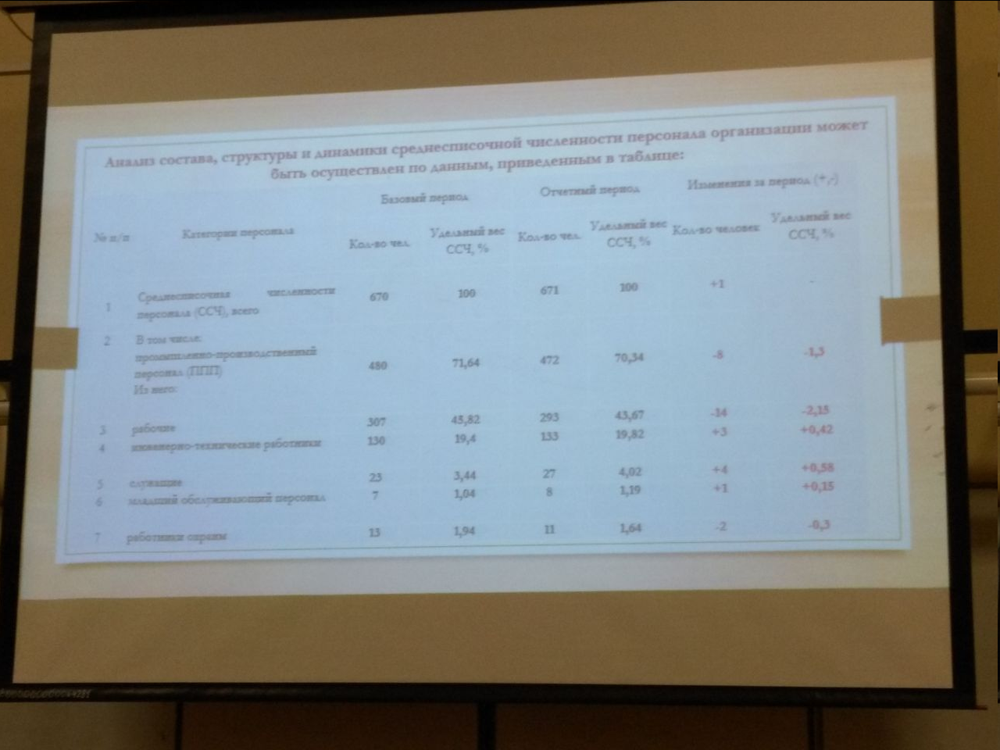 Анализ состава, структуры и динамики среднесписочной численности персонала организации может
быть осуществлен по данным, приведенным в таблице:
№ п/п Категории персонала Базовый период Отчетный период Изменения за период (+,-)
Кол-во чел. Удельный вес ССЧ, % Кол-во чел. Удельный вес ССЧ, % Кол-во человек Удельный вес ССЧ, %
1 Среднесписочная численности
персонала (ССЧ), всего 670 100 671 100 +1 -
2 В том числе:
промышленно-производственный
персонал (ППП) 480 71,64 472 70,34 -8 -1,3
Из него:
3 рабочие 307 45,82 293 43,67 -14 -2,15
4 инженерно-технические работники 130 19,4 133 19,82 +3 +0,42
5 служащие 23 3,44 27 4,02 +4 +0,58
6 младший обслуживающий персонал 7 1,04 8 1,19 +1 +0,15
7 работники охраны 13 1,94 11 1,64 -2 -0,3